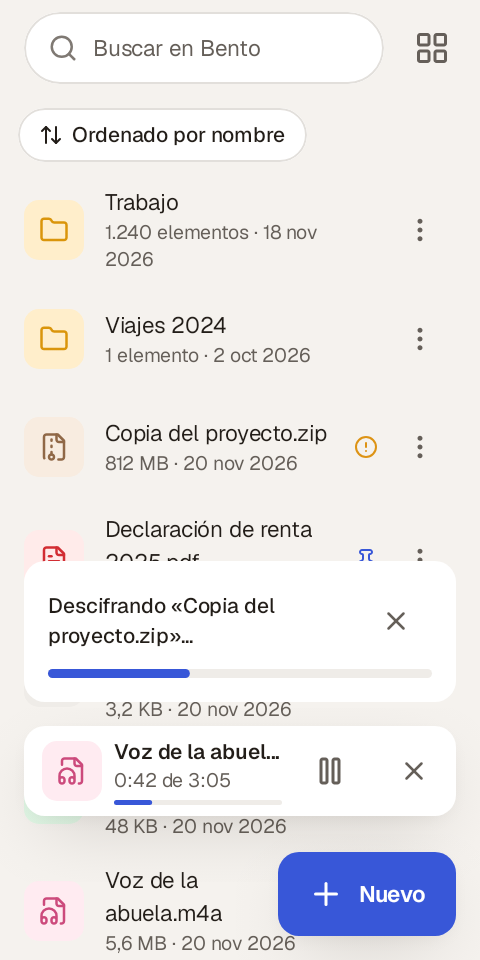 Buscar en Bento
Ordenado por nombre
Trabajo
1.240 elementos · 18 nov
2026
Viajes 2024
1 elemento · 2 oct 2026
Copia del proyecto.zip
812 MB · 20 nov 2026
Declaración de renta
2025.pdf
Descifrando «Copia del
proyecto.zip»…
3,2 KB · 20 nov 2026
Voz de la abuel…
0:42 de 3:05
48 KB · 20 nov 2026
Voz de la
abuela.m4a
5,6 MB · 20 nov 2026
Nuevo